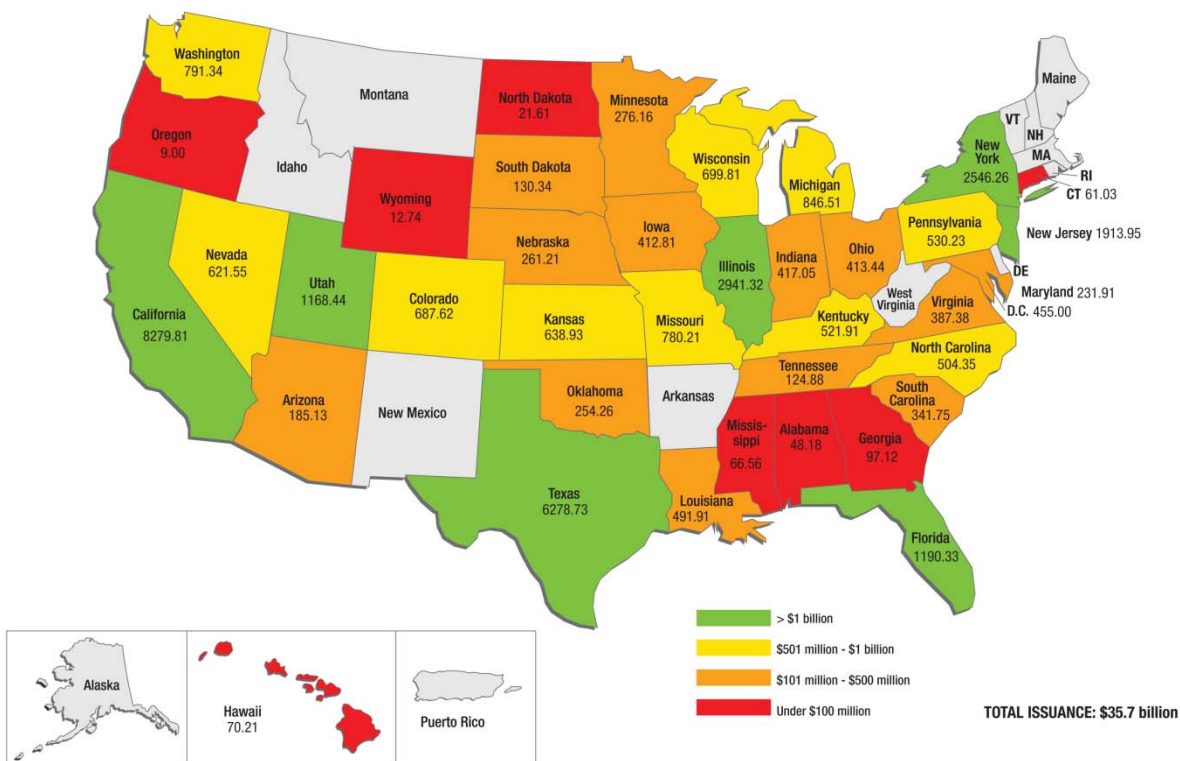 Washington
791.34
Montana
North Dakota
21.61
Minnesota
276.16
Maine
VT
NH
MA
RI
CT 61.03
New
York
2546.26
Oregon
9.00
Idaho
South Dakota
130.34
Wisconsin
699.81
Michigan
846.51
Wyoming
12.74
Pennsylvania
530.23
New Jersey 1913.95
Iowa
412.81
Nebraska
261.21
Nevada
621.55
Utah
1168.44
Illinois
2941.32
Indiana
417.05
Ohio
413.44
DE
West
Virginia
Maryland 231.91
D.C. 455.00
Virginia
387.38
California
8279.81
Colorado
687.62
Kansas
638.93
Missouri
780.21
Kentucky
521.91
North Carolina
504.35
Tennessee
124.88
South
Carolina
341.75
Arizona
185.13
New Mexico
Oklahoma
254.26
Arkansas
Missis-
sippi
66.56
Alabama
48.18
Georgia
97.12
Texas
6278.73
Louisiana
491.91
Florida
1190.33
> $1 billion
$501 million - $1 billion
$101 million - $500 million
Under $100 million
Alaska
Hawaii
70.21
Puerto Rico
TOTAL ISSUANCE: $35.7 billion